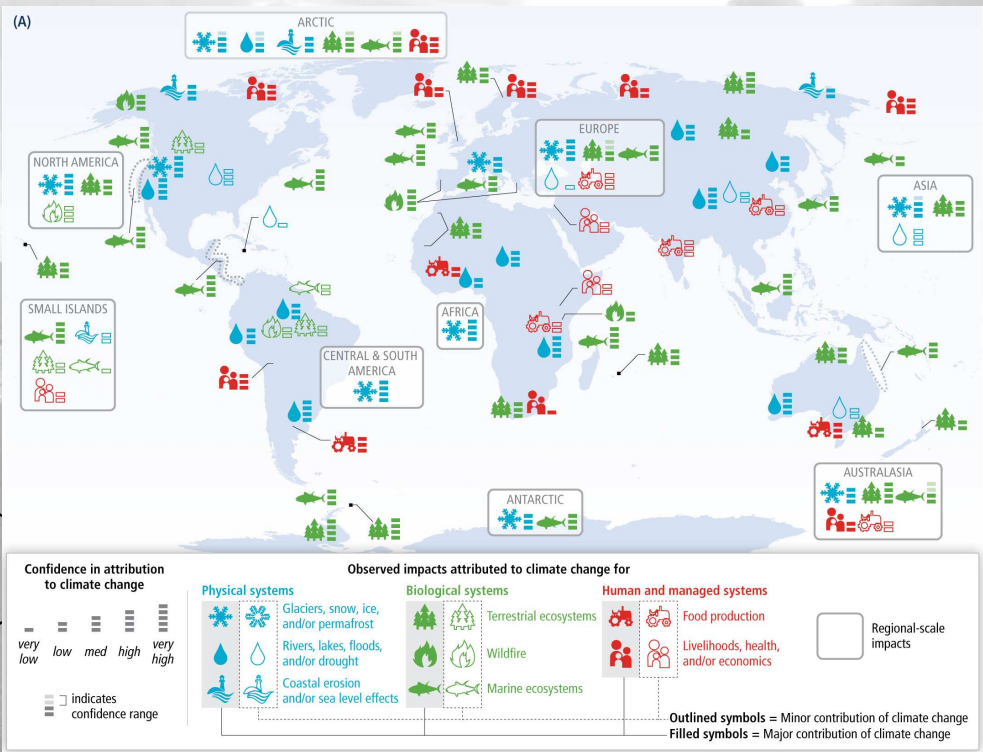 (A)
ARCTIC
NORTH AMERICA
EUROPE
ASIA
SMALL ISLANDS
AFRICA
CENTRAL & SOUTH
AMERICA
ANTARCTIC
AUSTRALASIA
Confidence in attribution
to climate change
very
low
low
med
high
very
high
indicates
confidence range
Observed impacts attributed to climate change for
Physical systems
Glaciers, snow, ice,
and/or permafrost
Rivers, lakes, floods,
and/or drought
Coastal erosion
and/or sea level effects
Biological systems
Terrestrial ecosystems
Wildfire
Marine ecosystems
Human and managed systems
Food production
Livelihoods, health,
and/or economics
Regional-scale
impacts
Outlined symbols = Minor contribution of climate change
Filled symbols = Major contribution of climate change